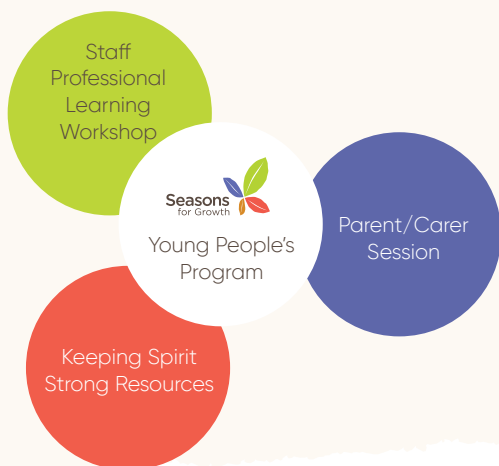 Staff
Professional
Learning
Workshop
Seasons
for Growth
Young People's
Program
Parent/Carer
Session
Keeping Spirit
Strong Resources